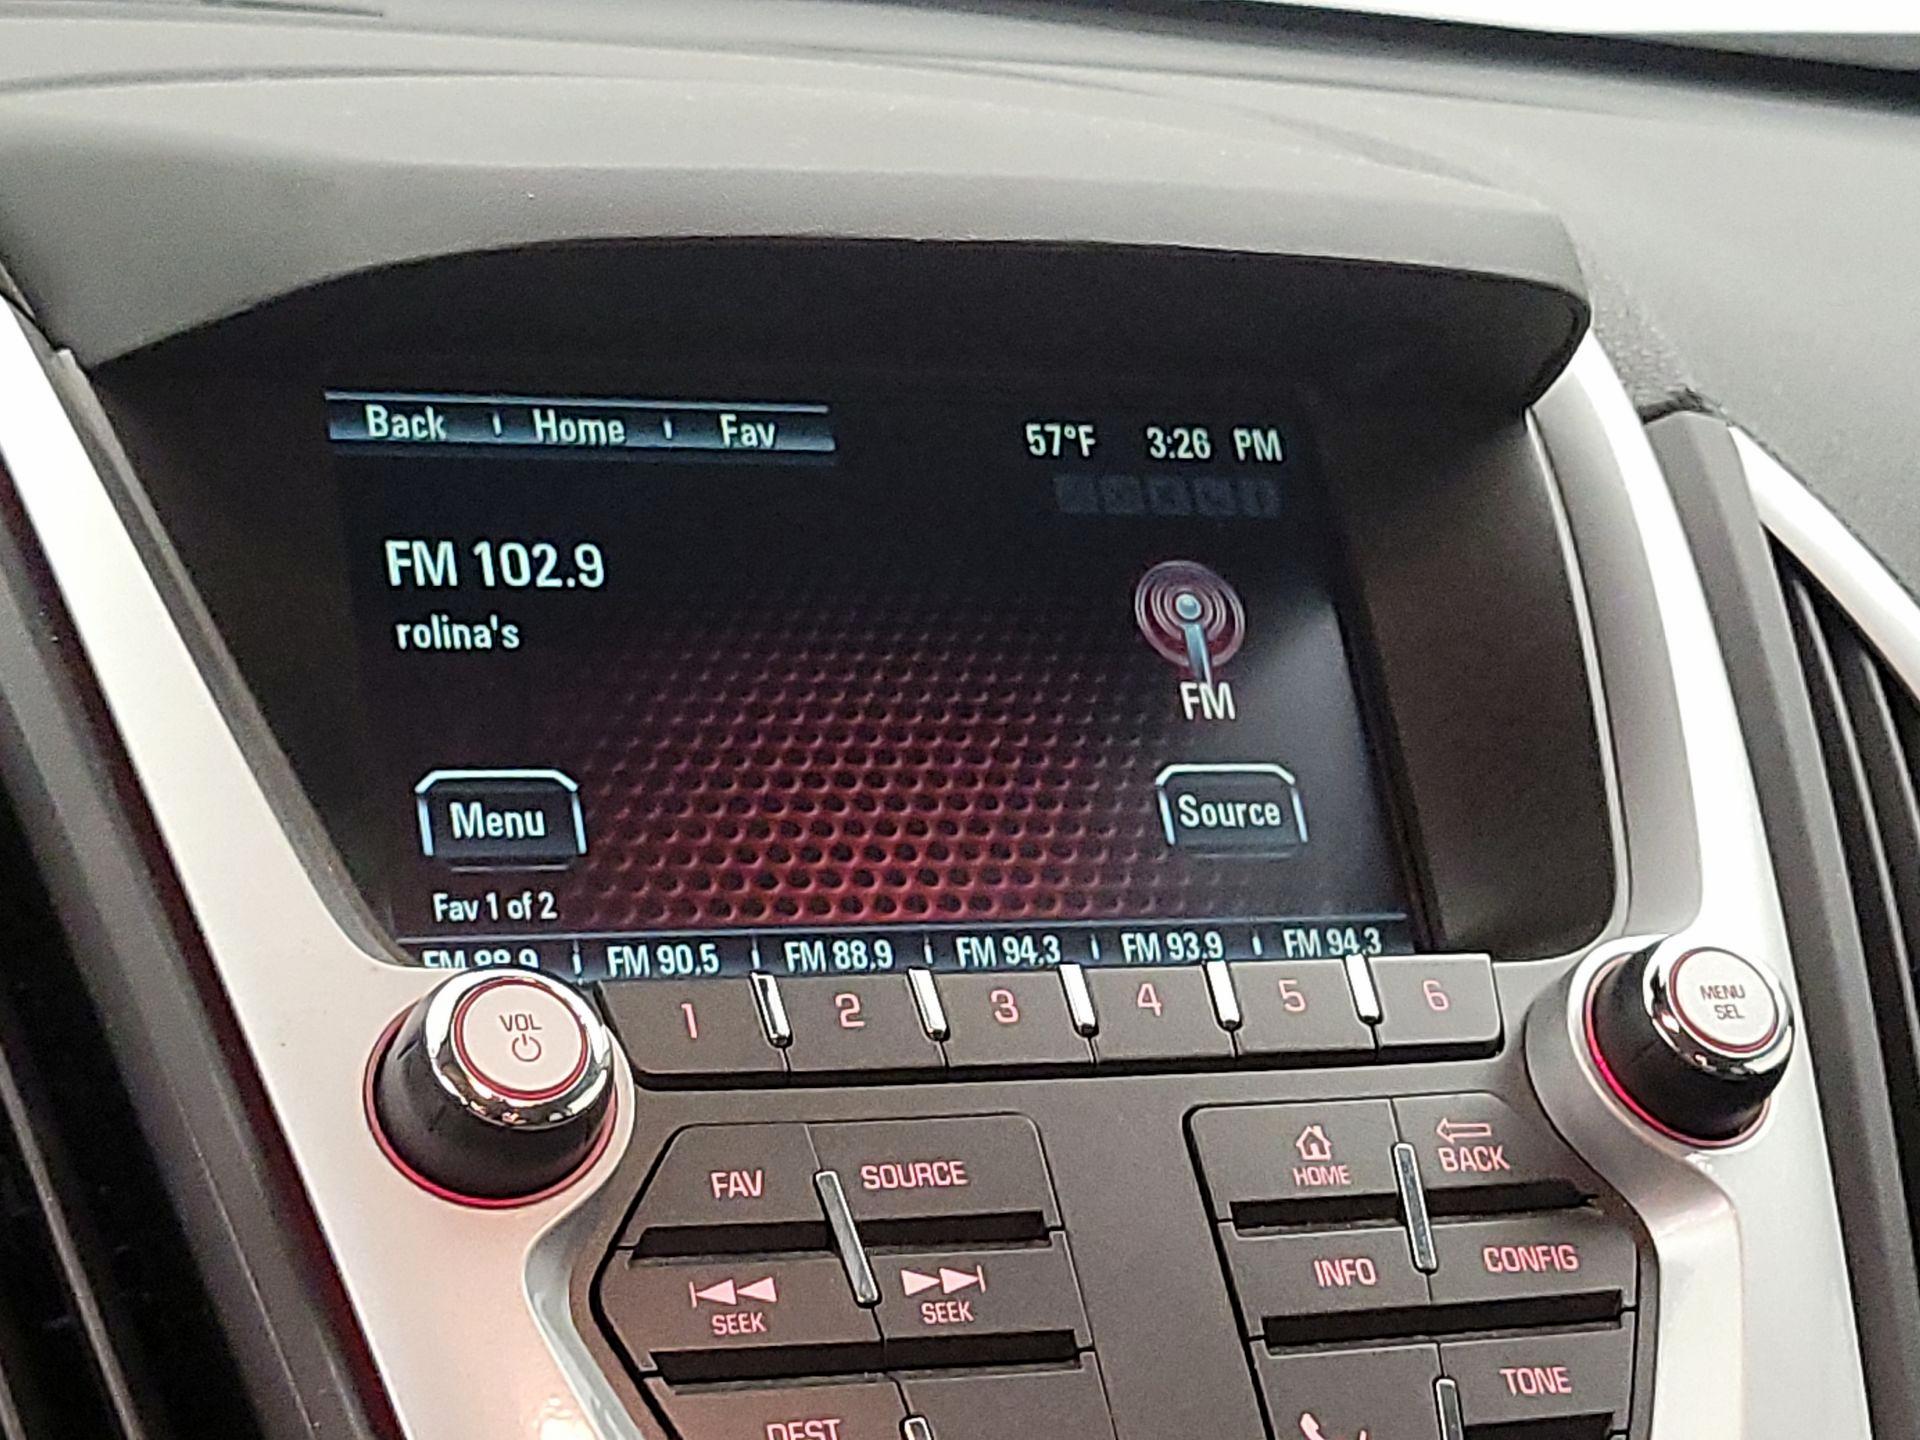 Back Home Fav 57°F 3:26 PM
FM 102.9
rolina's
FM
Menu Source
Fav 1 of 2
FM 90.5 FM 88.9 FM 94.3 FM 93.9 FM 94.3
VOL 1 2 3 4 5 6 MENU
SEL
FAV SOURCE HOME BACK
SEEK SEEK INFO CONFIG
DEST TONE